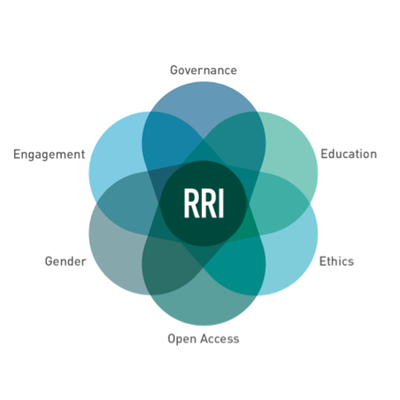 Governance
Engagement
Education
RRI
Gender
Ethics
Open Access